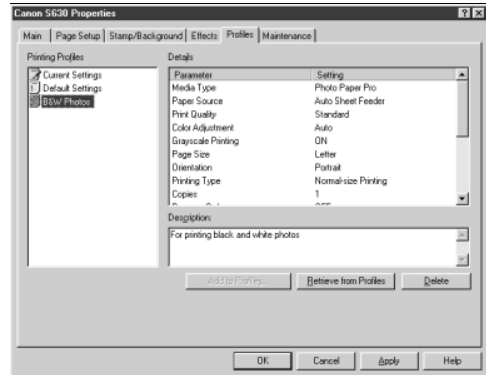 Canon S630 Properties
Main Page Setup Stamp/Background Effects Profiles Maintenance
Printing Profiles
Current Settings
Default Settings
B&W Photos
Details
Parameter Setting
Media Type Photo Paper Pro
Paper Source Auto Sheet Feeder
Print Quality Standard
Color Adjustment Auto
Grayscale Printing ON
Page Size Letter
Orientation Portrait
Printing Type Normal-size Printing
Copies 1
Description:
For printing black and white photos
Add to Profiles... Retrieve from Profiles Delete
OK Cancel Apply Help